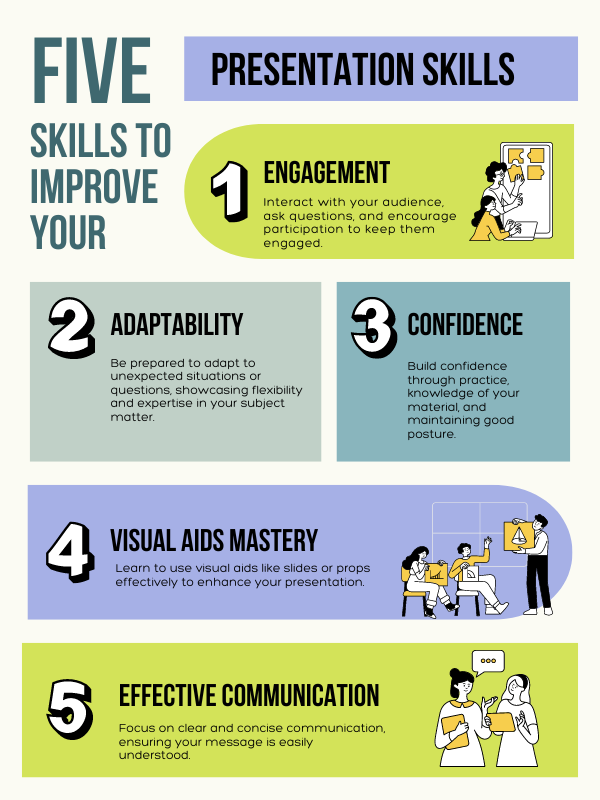 FIVE
SKILLS TO
IMPROVE
YOUR
PRESENTATION SKILLS
1
ENGAGEMENT
Interact with your audience,
ask questions, and encourage
participation to keep them
engaged.
2
ADAPTABILITY
Be prepared to adapt to
unexpected situations or
questions, showcasing flexibility
and expertise in your subject
matter.
3
CONFIDENCE
Build confidence
through practice,
knowledge of your
material, and
maintaining good
posture.
4
VISUAL AIDS MASTERY
Learn to use visual aids like slides or props
effectively to enhance your presentation.
5
EFFECTIVE COMMUNICATION
Focus on clear and concise communication,
ensuring your message is easily
understood.